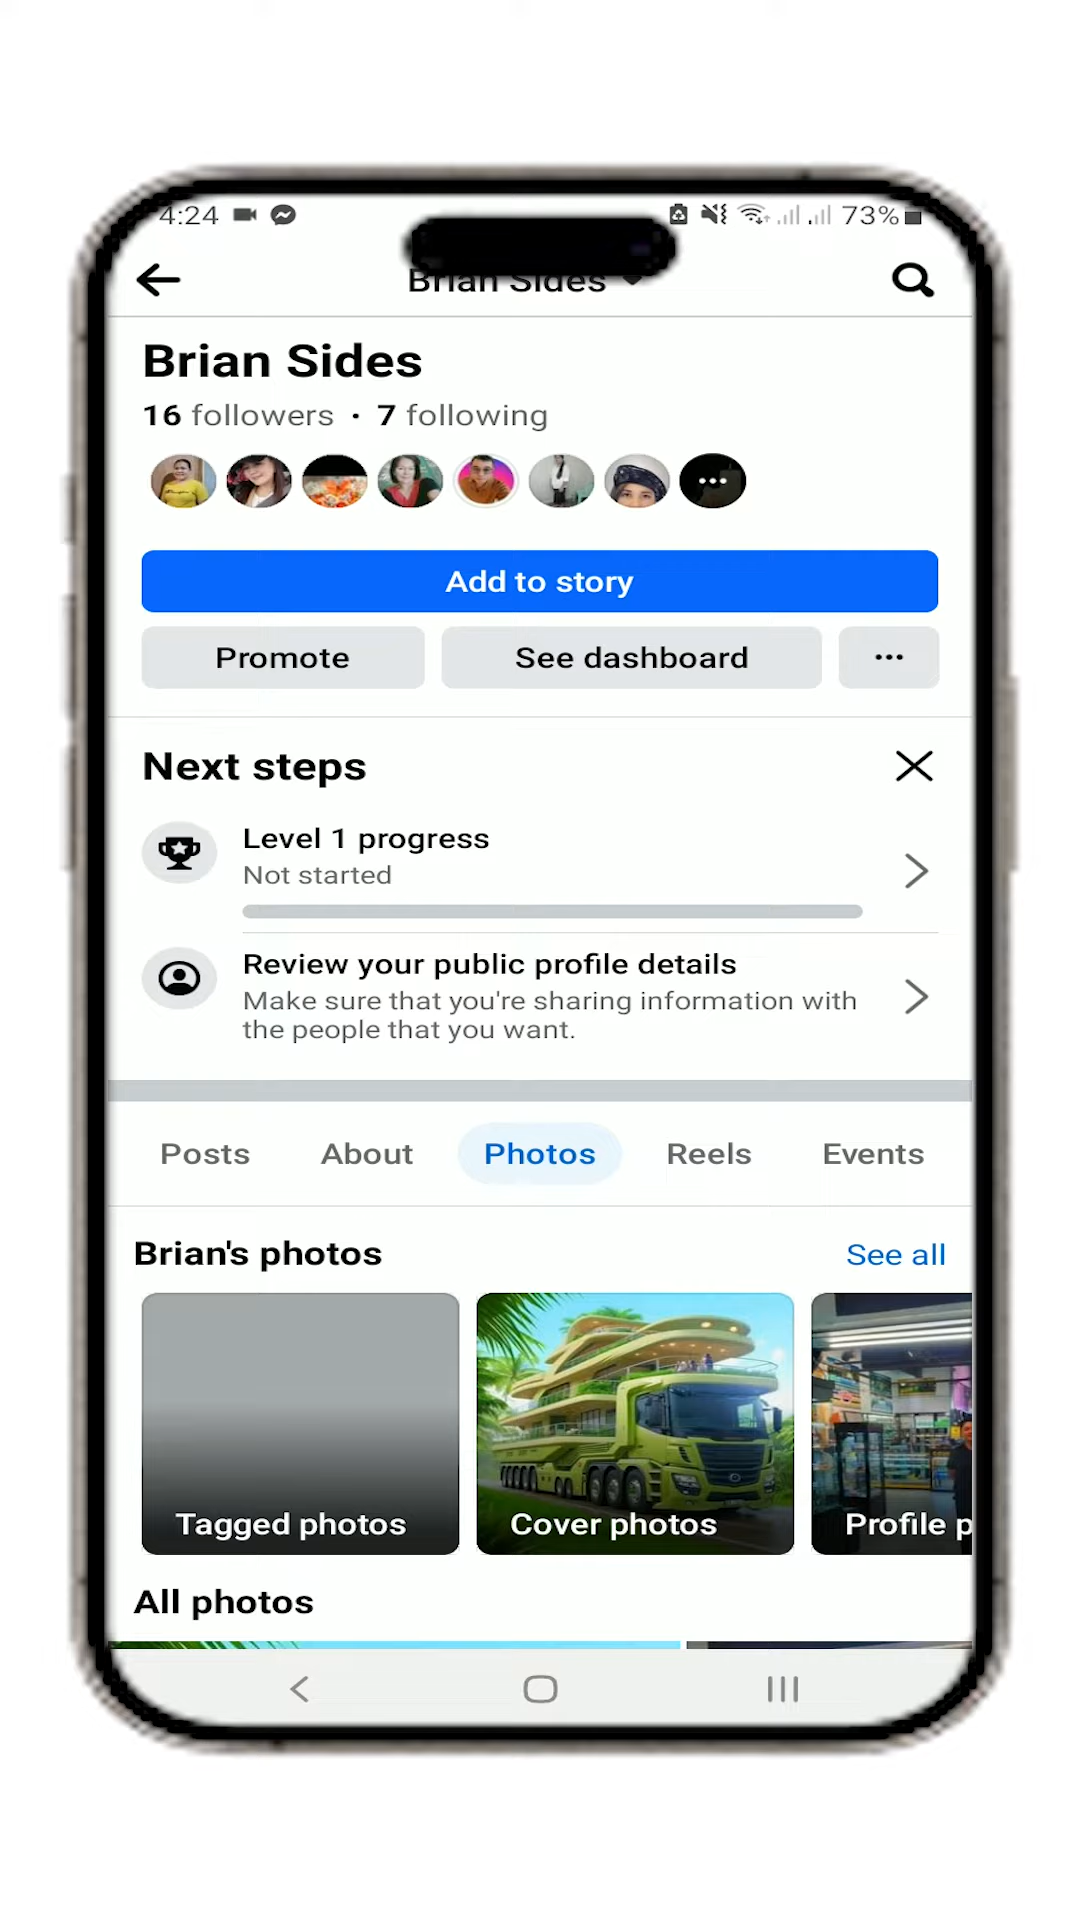 4:24 73%
Brian Sides
Brian Sides
16 followers · 7 following
Add to story
Promote See dashboard
Next steps
Level 1 progress
Not started
Review your public profile details
Make sure that you're sharing information with
the people that you want.
Posts About Photos Reels Events
Brian's photos See all
Tagged photos Cover photos Profile p
All photos